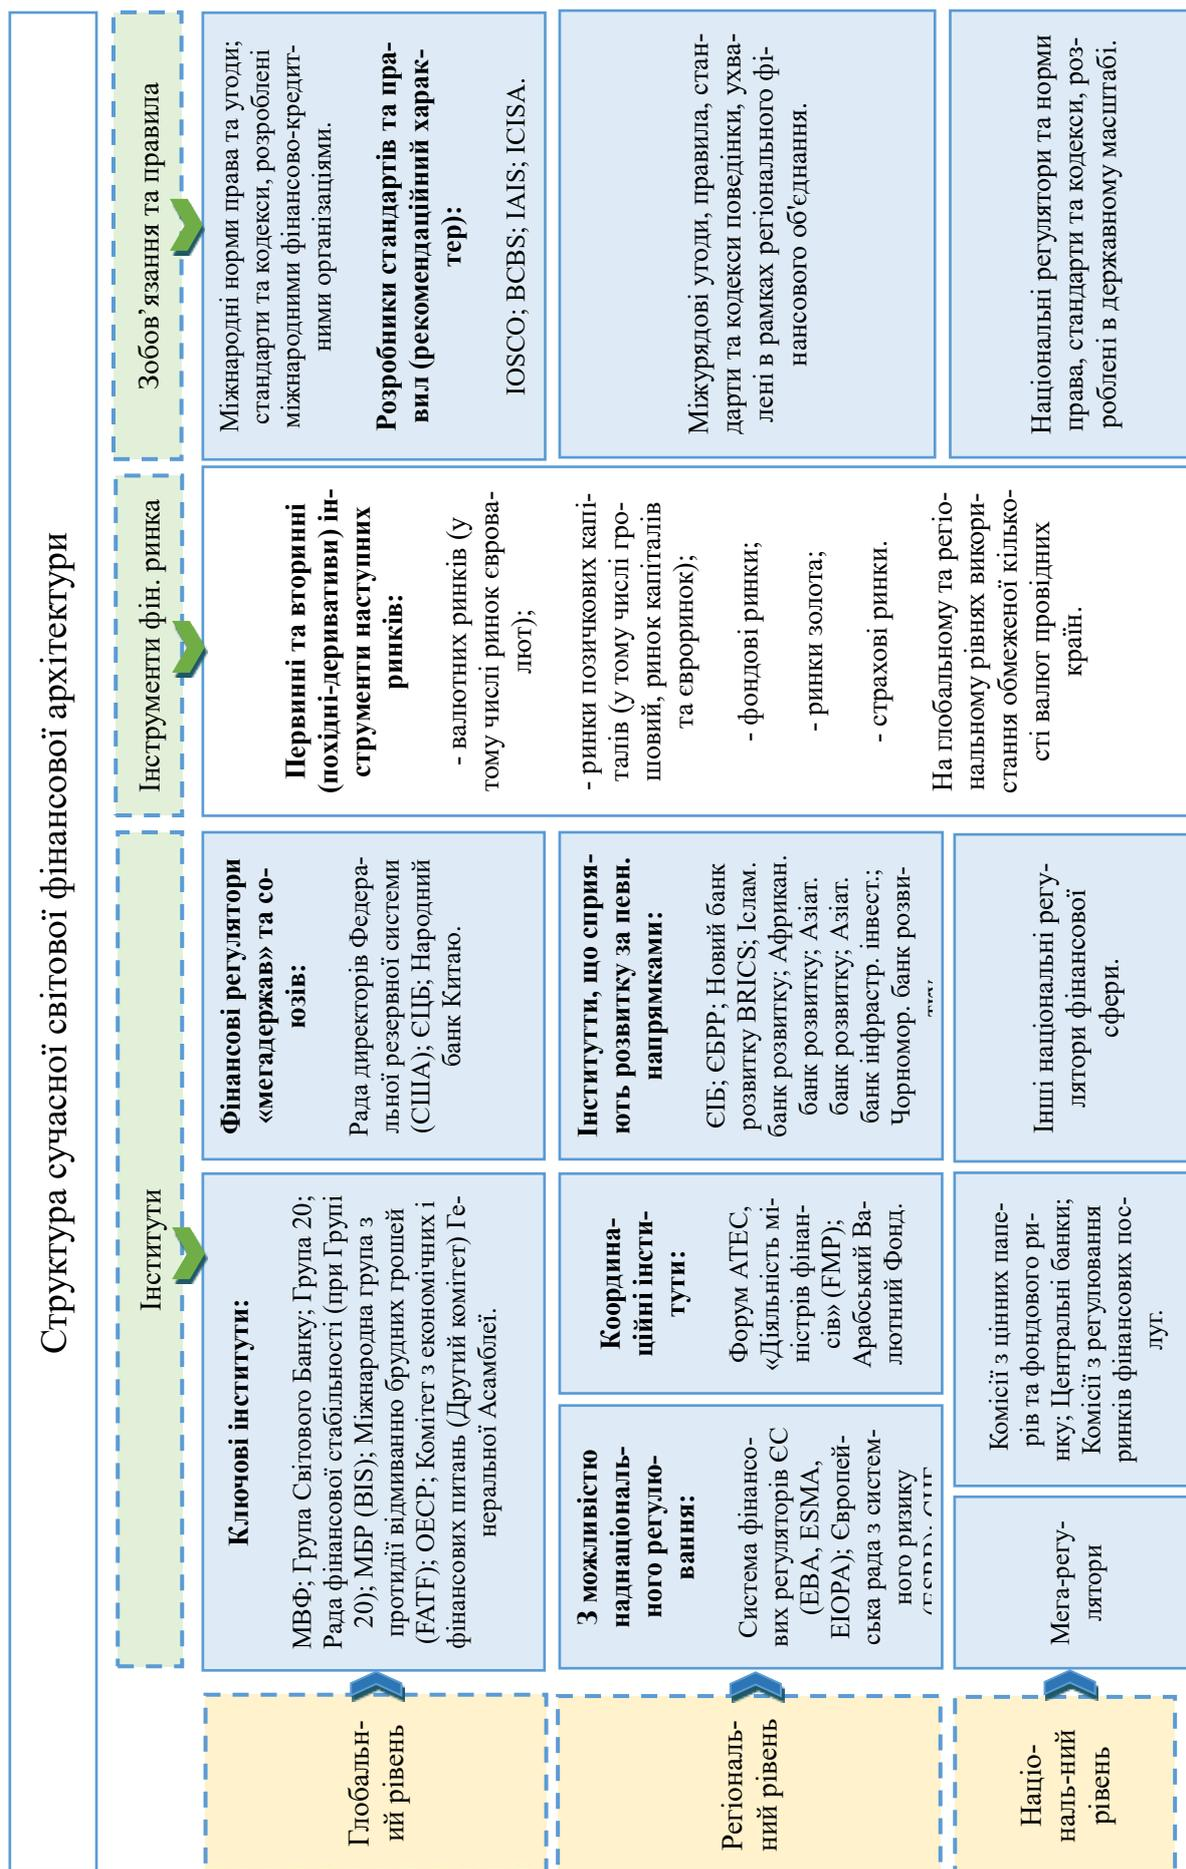 Структура сучасної світової фінансової архітектури
Інститути
Інструменти фін. ринка
Зобов’язання та правила
Глобальн-
ий рівень
Ключові інститути:
МВФ; Група Світового Банку; Група 20;
Рада фінансової стабільності (при Групі
20); МБР (BIS); Міжнародна група з
протидії відмиванню брудних грошей
(FATF); ОЕСР; Комітет з економічних і
фінансових питань (Другий комітет) Ге-
неральної Асамблеї.
Фінансові регулятори
«мегадержав» та со-
юзів:
Рада директорів Федера-
льної резервної системи
(США); ЄЦБ; Народний
банк Китаю.
Первинні та вторинні
(похідні-деривативи) ін-
струменти наступних
ринків:
- валютних ринків (у
тому числі ринок єврова-
лют);
- ринки позичкових капі-
талів (у тому числі гро-
шовий, ринок капіталів
та євроринок);
- фондові ринки;
- ринки золота;
- страхові ринки.
На глобальному та регіо-
нальному рівнях викори-
стання обмеженої кілько-
сті валют провідних
країн.
Міжнародні норми права та угоди;
стандарти та кодекси, розроблені
міжнародними фінансово-кредит-
ними організаціями.
Розробники стандартів та пра-
вил (рекомендаційний харак-
тер):
IOSCO; BCBS; IAIS; ICISA.
Регіональ-
ний рівень
З можливістю
наднаціональ-
ного регулю-
вання:
Система фінансо-
вих регуляторів ЄС
(EBA, ESMA,
EIOPA); Європей-
ська рада з систем-
ного ризику
Координа-
ційні інсти-
тути:
Форум АТЕС,
«Діяльність мі-
ністрів фінан-
сів» (FMP);
Арабський Ва-
лютний Фонд.
Інститути, що сприя-
ють розвитку за певн.
напрямками:
ЄІБ; ЄБРР; Новий банк
розвитку BRICS; Іслам.
банк розвитку; Африкан.
банк розвитку; Азіат.
банк розвитку; Азіат.
банк інфрастр. інвест.;
Чорномор. банк розви-
Міжурядові угоди, правила, стан-
дарти та кодекси поведінки, ухва-
лені в рамках регіонального фі-
нансового об'єднання.
Націо-
наль-ний
рівень
Мега-регу-
лятори
Комісії з цінних папе-
рів та фондового ри-
нку; Центральні банки;
Комісії з регулювання
ринків фінансових пос-
луг.
Інші національні регу-
лятори фінансової
сфери.
Національні регулятори та норми
права, стандарти та кодекси, роз-
роблені в державному масштабі.